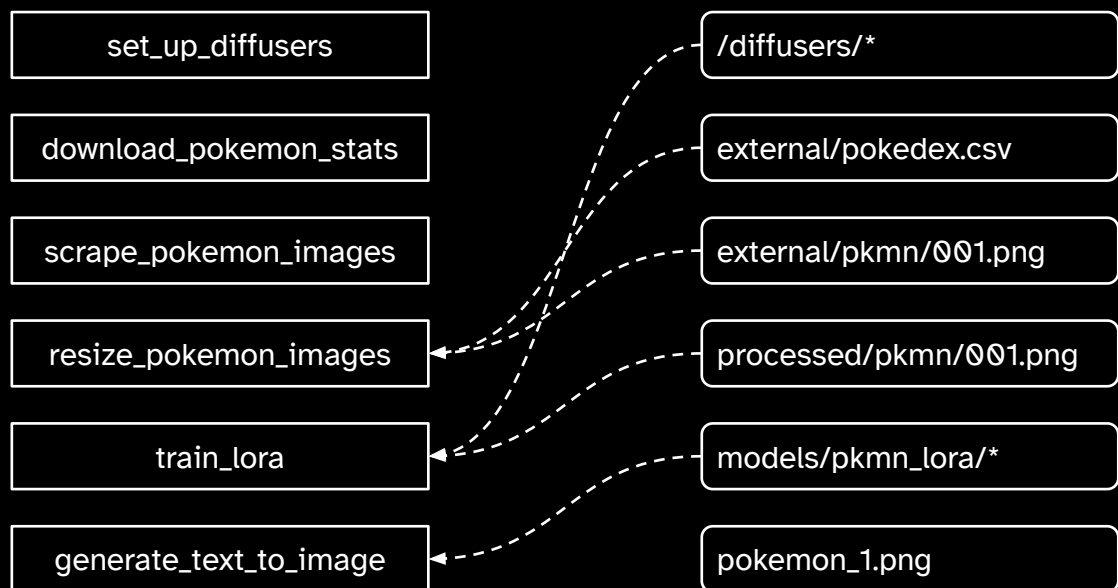 set_up_diffusers
/diffusers/*
download_pokemon_stats
external/pokedex.csv
scrape_pokemon_images
external/pkmn/001.png
resize_pokemon_images
processed/pkmn/001.png
train_lora
models/pkmn_lora/*
generate_text_to_image
pokemon_1.png